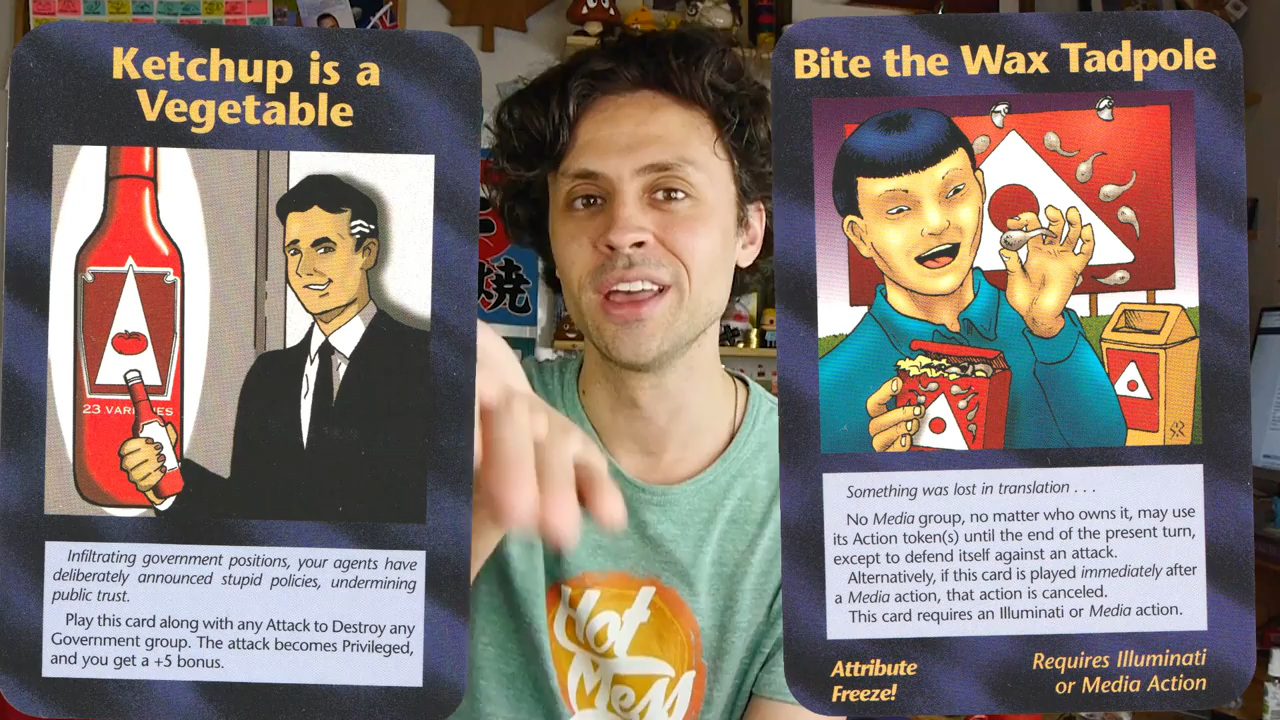 Ketchup is a
Vegetable
23 VARIETIES
Infiltrating government positions, your agents have
deliberately announced stupid policies, undermining
public trust.
Play this card along with any Attack to Destroy any
Government group. The attack becomes Privileged,
and you get a +5 bonus.
焼
Hot
MeM
Bite the Wax Tadpole
SR
Something was lost in translation . . .
No Media group, no matter who owns it, may use
its Action token(s) until the end of the present turn,
except to defend itself against an attack.
Alternatively, if this card is played immediately after
a Media action, that action is canceled.
This card requires an Illuminati or Media action.
Attribute
Freeze!
Requires Illuminati
or Media Action